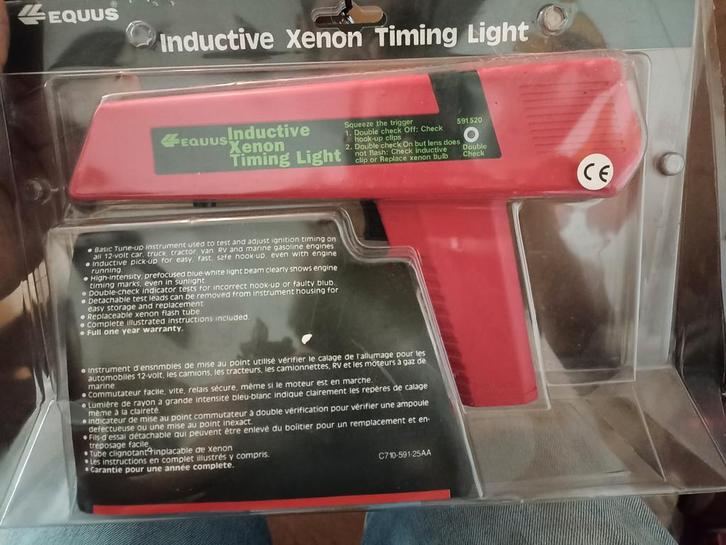 EQUUS
Inductive Xenon Timing Light
EQUUS Inductive
Xenon
Timing Light
Squeeze the trigger
1. Double check Off: Check
hook-up clips
2. Double check On but lens does
not flash: Check inductive
clip or Replace xenon bulb
591520
Double
Check
CE
• Basic Tune-up instrument used to test and adjust ignition timing on
all 12-volt car, truck, tractor, van, RV and marine gasoline engines
• Inductive pick-up for easy, fast, safe hook-up, even with engine
running.
• High-intensity, prefocused blue-white light beam clearly shows engine
timing marks, even in sunlight.
• Double-check indicator tests for incorrect hook-up or faulty blub.
• Detachable test leads can be removed from instrument housing for
easy storage and replacement.
• Replaceable xenon flash tube.
• Complete illustrated instructions included.
• Full one year warranty.
• Instrument d'ensnmbles de mise au point utilisé vérifier le calage de l'allumage pour les
automobiles 12-volt, les camions, les tracteurs, les camionnettes, RV et les moteurs à gaz de
marine.
• Commutateur facile, vite, relais sécure, même si le moteur est en marche.
• Lumière de rayon à grande intensité bleu-blanc indique clairement les repères de calage
même à la claireté.
• Indicateur de mise au point commutateur à double vérification pour vérifier une ampoule
défectueuse ou une mise au point inexact.
• Fils d'essai détachable qui peuvent être enlevé du boîtier pour un remplacement et en-
treposage facile.
• Tube clignotant inplacable de Xenon
• Les instructions en complet illustrés y compris.
• Garantie pour une année complete.
C710-591-25AA